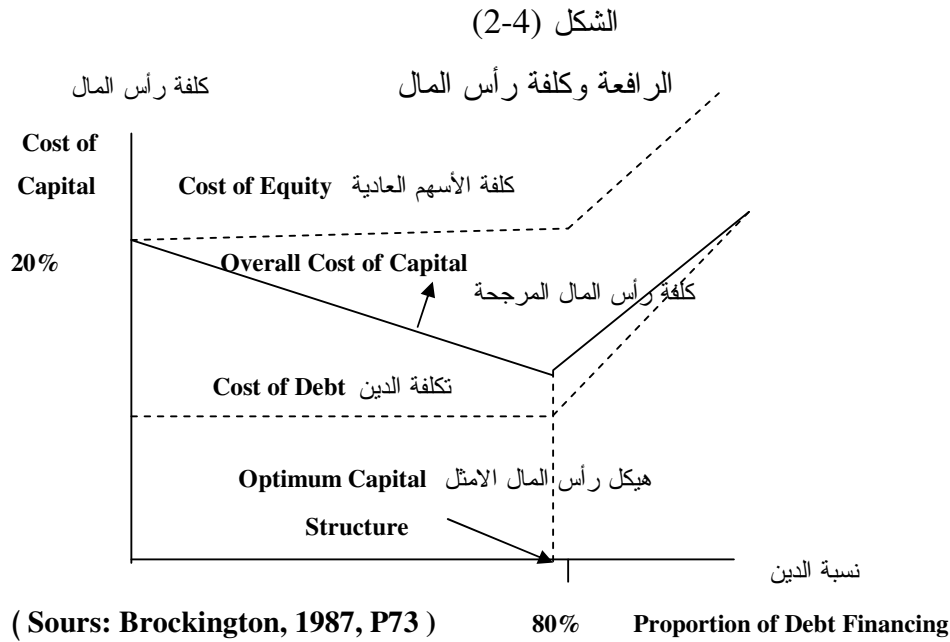 الشكل (4-2)
الرافعة وكلفة رأس المال
كلفة رأس المال
Cost of
Capital
Cost of Equity كلفة الأسهم العادية
20%
Overall Cost of Capital
كلفة رأس المال المرجحة
Cost of Debt تكلفة الدين
Optimum Capital هيكل رأس المال الامثل
Structure
نسبة الدين
( Sours: Brockington, 1987, P73 ) 80% Proportion of Debt Financing